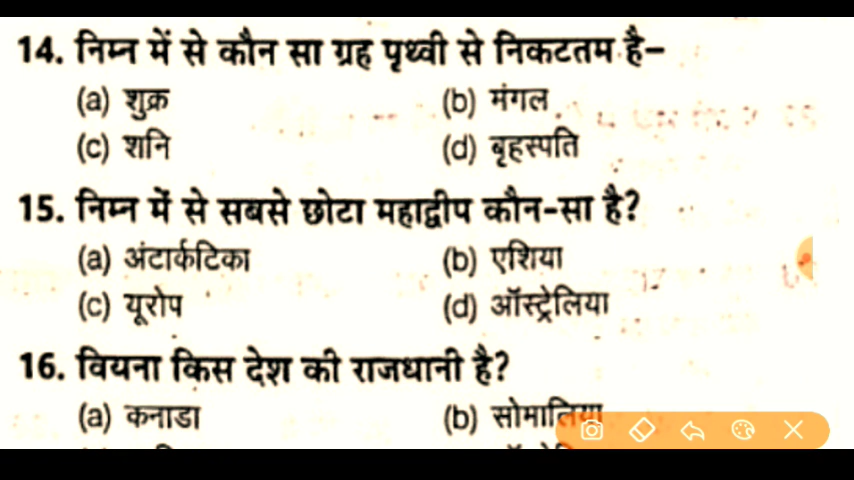 14. निम्न में से कौन सा ग्रह पृथ्वी से निकटतम है–
(a) शुक्र (b) मंगल
(c) शनि (d) बृहस्पति
15. निम्न में से सबसे छोटा महाद्वीप कौन-सा है?
(a) अंटार्कटिका (b) एशिया
(c) यूरोप (d) ऑस्ट्रेलिया
16. वियना किस देश की राजधानी है?
(a) कनाडा (b) सोमालिया